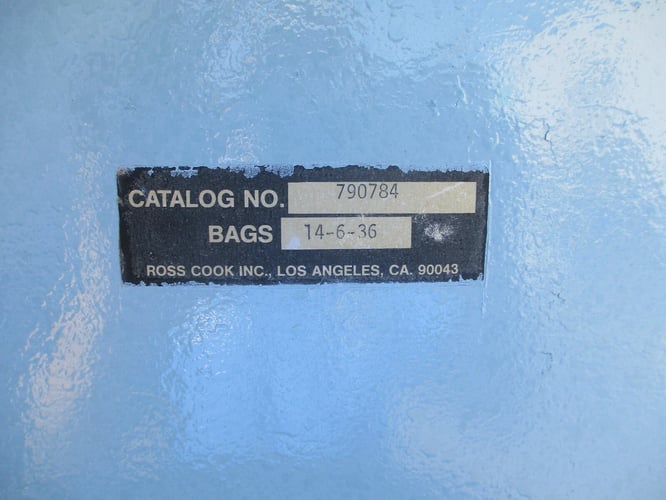 CATALOG NO. 790784
BAGS 14-6-36
ROSS COOK INC., LOS ANGELES, CA. 90043